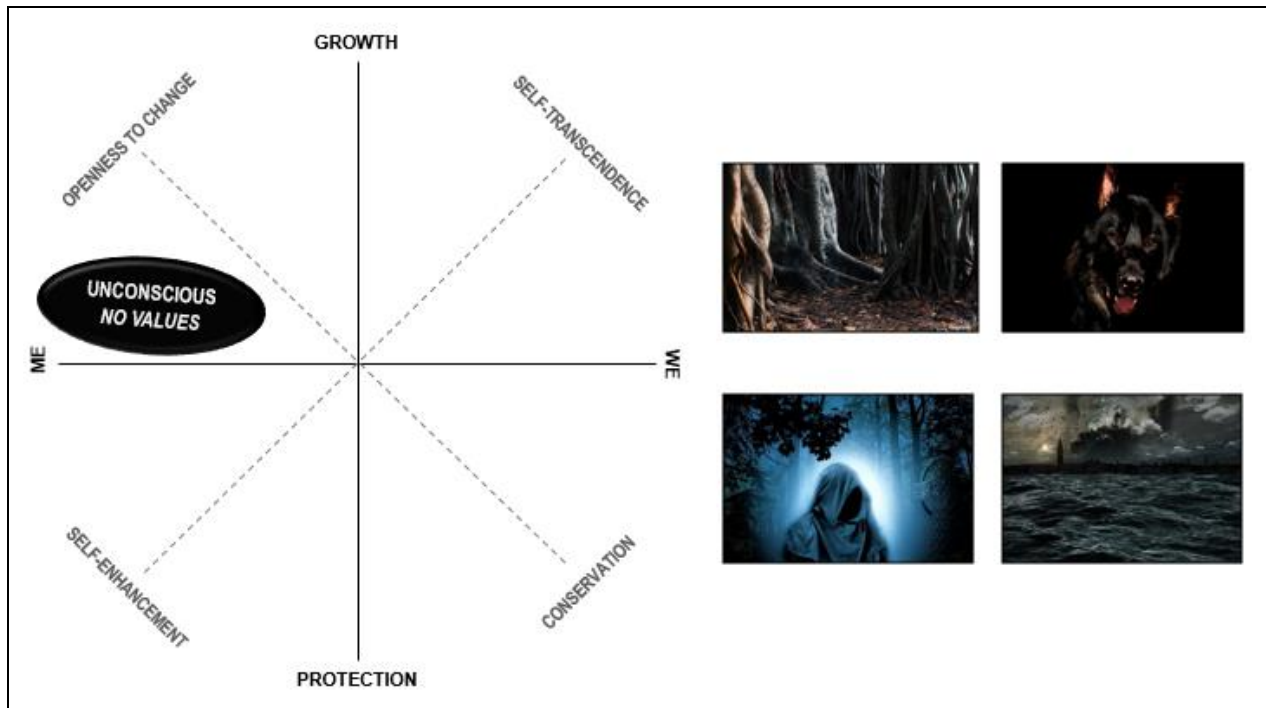 GROWTH
OPENNESS TO CHANGE
SELF-TRANSCENDENCE
UNCONSCIOUS
NO VALUES
ME
WE
SELF-ENHANCEMENT
CONSERVATION
PROTECTION